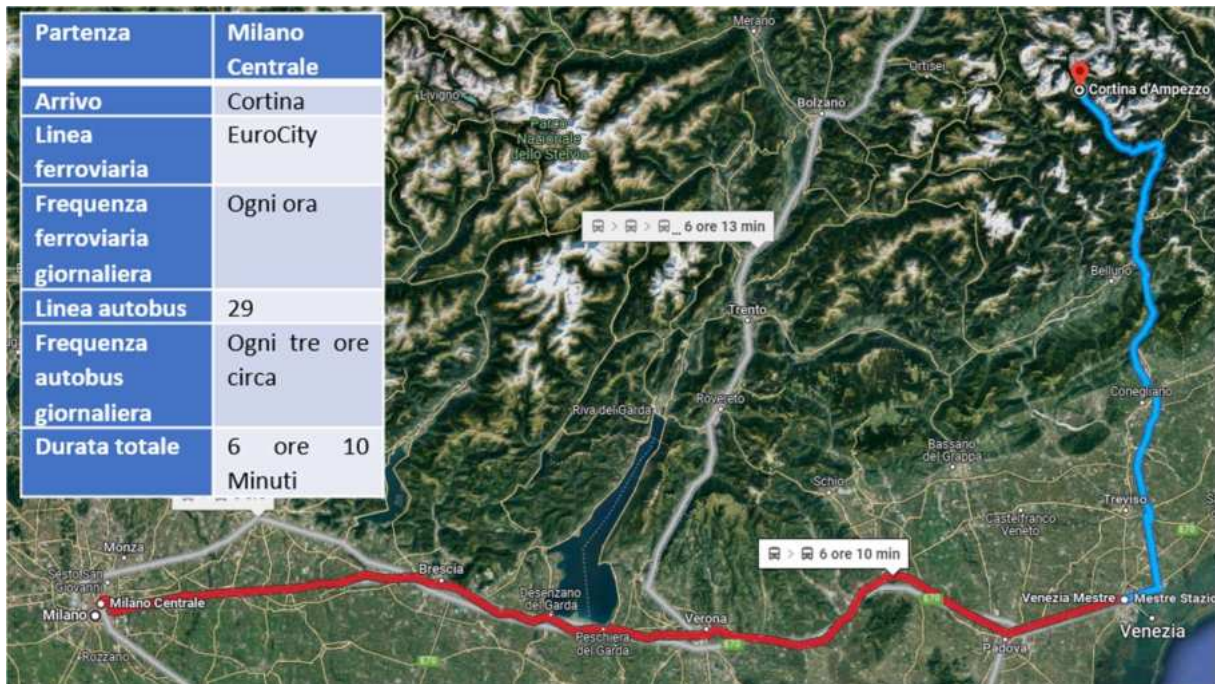 Partenza
Milano
Centrale
Arrivo
Cortina
Linea
ferroviaria
EuroCity
Frequenza
ferroviaria
giornaliera
Ogni ora
Linea autobus
29
Frequenza
autobus
giornaliera
Ogni tre ore
circa
Durata totale
6 ore 10
Minuti
Merano
Ortisei
Livigno
Bolzano
Cortina d'Ampezzo
Parco
Nazionale
dello Stelvio
6 ore 13 min
Belluno
Trento
Conegliano
Riva del Garda
Rovereto
Bassano
del Grappa
Schio
Treviso
Castelfranco
Veneto
E70
Monza
6 ore 10 min
Sesto San
Giovanni
Brescia
Milano Centrale
Desenzano
del Garda
Venezia Mestre
Mestre Stazio
Milano
Verona
Venezia
Peschiera
del Garda
Padova
Rozzano
E70